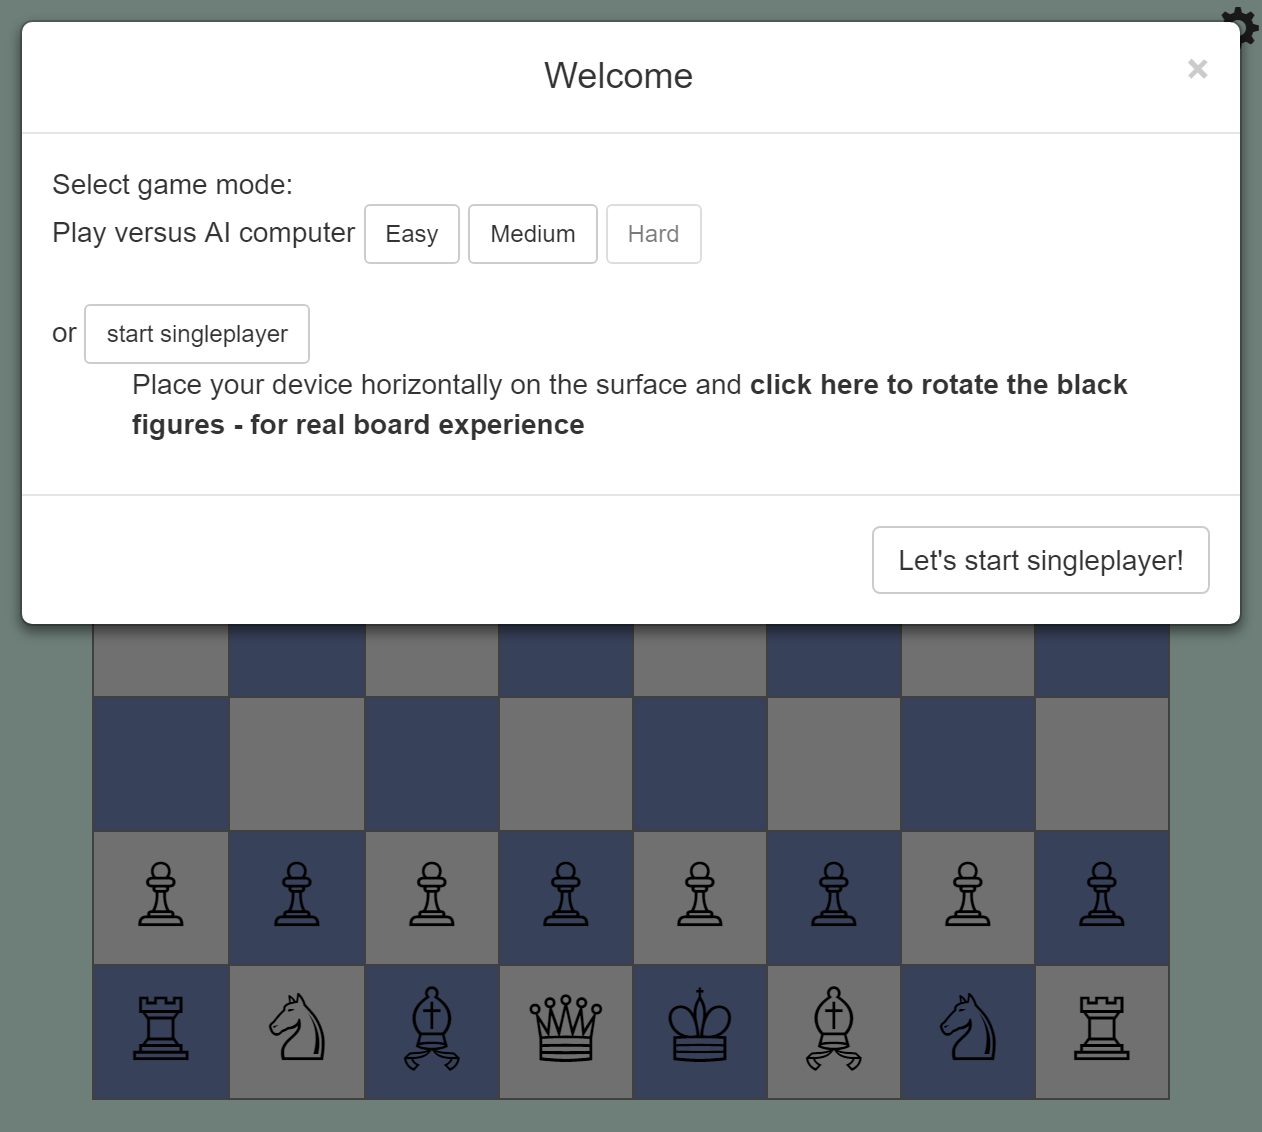 Welcome
×
Select game mode:
Play versus AI computer Easy Medium Hard
or start singleplayer
Place your device horizontally on the surface and click here to rotate the black
figures - for real board experience
Let's start singleplayer!